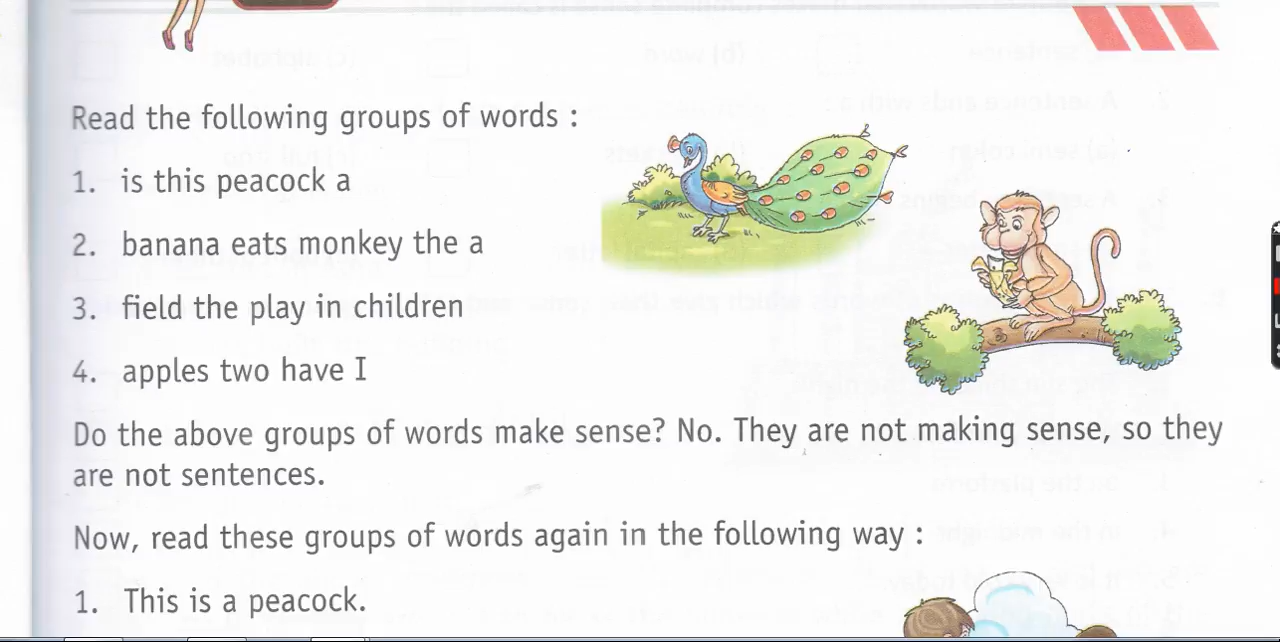 Read the following groups of words :
1. is this peacock a
2. banana eats monkey the a
3. field the play in children
4. apples two have I
Do the above groups of words make sense? No. They are not making sense, so they
are not sentences.
Now, read these groups of words again in the following way :
1. This is a peacock.